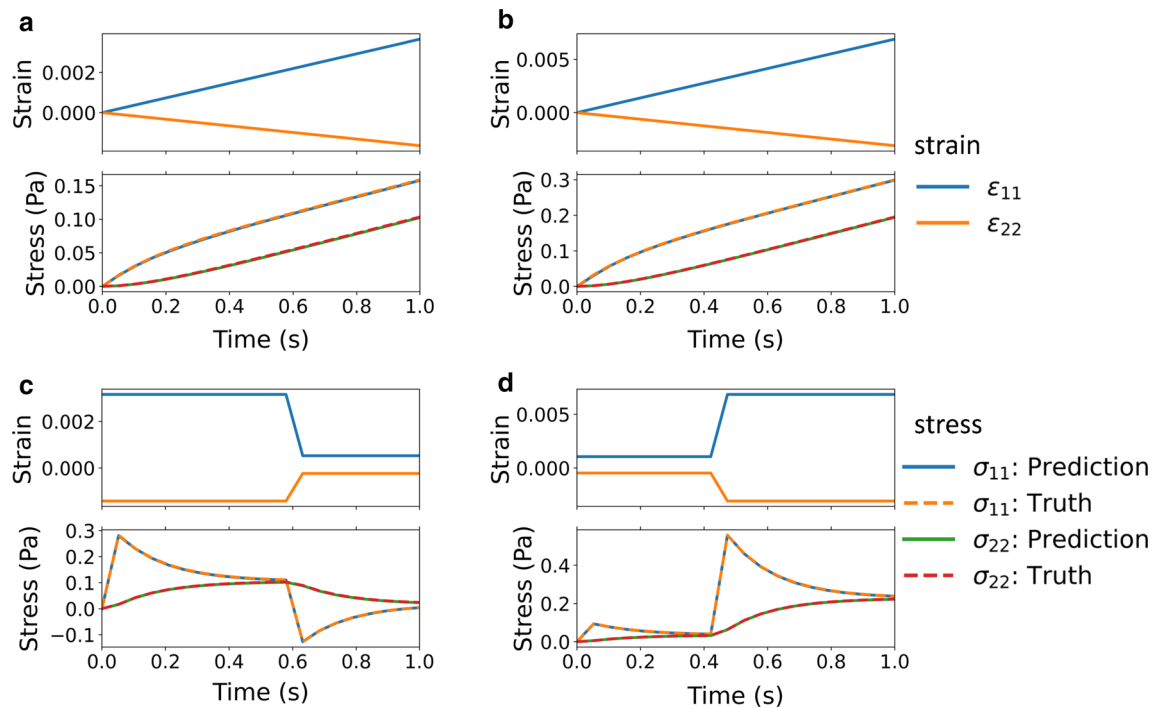 a
b
Strain
0.002
0.000
Strain
0.005
0.000
strain
ε11
ε22
Stress (Pa)
0.15
0.10
0.05
0.00
0.0 0.2 0.4 0.6 0.8 1.0
Time (s)
Stress (Pa)
0.3
0.2
0.1
0.0
0.0 0.2 0.4 0.6 0.8 1.0
Time (s)
c
d
Strain
0.002
0.000
Strain
0.005
0.000
stress
σ11: Prediction
σ11: Truth
σ22: Prediction
σ22: Truth
Stress (Pa)
0.3
0.2
0.1
0.0
−0.1
0.0 0.2 0.4 0.6 0.8 1.0
Time (s)
Stress (Pa)
0.4
0.2
0.0
0.0 0.2 0.4 0.6 0.8 1.0
Time (s)